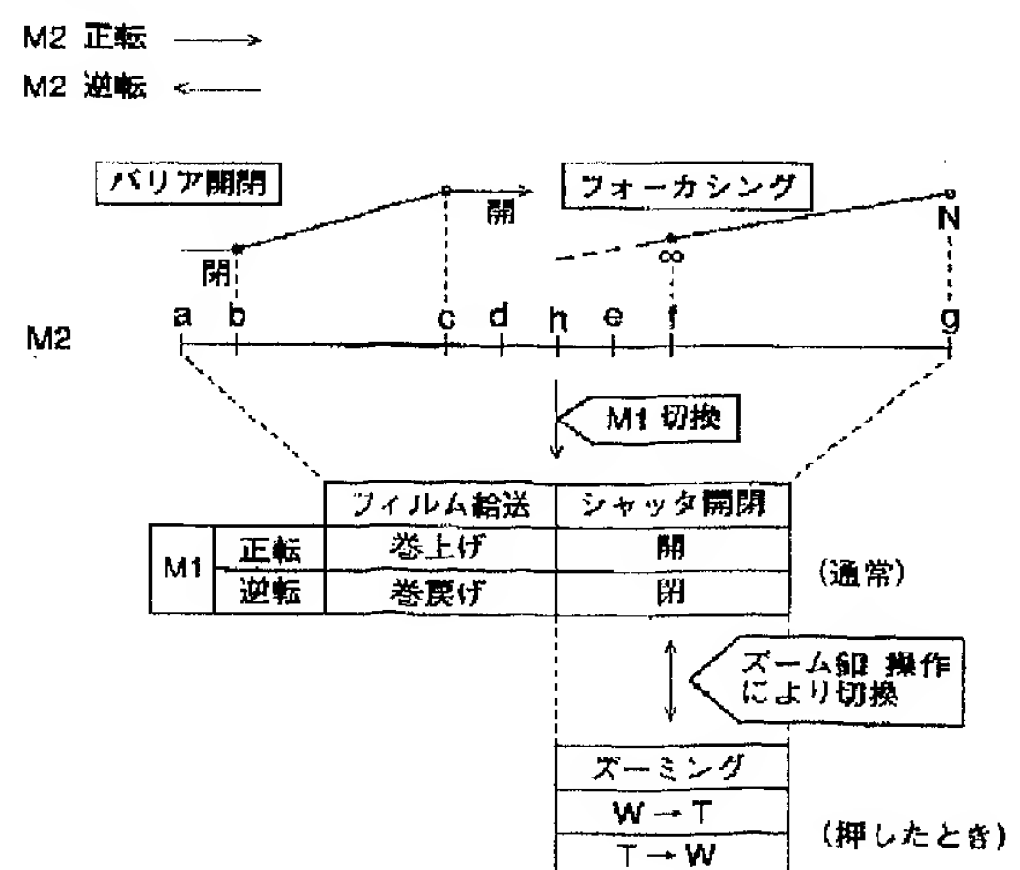 M2 正転
M2 逆転
バリア開閉
フォーカシング
開
閉
∞
N
M2
a b c d h e f g
M1 切換
フィルム給送 シャッタ開閉
M1 正転 巻上げ 開
逆転 巻戻げ 閉
(通常)
ズーム釦 操作
により切換
ズーミング
W→T
T→W
(押したとき)